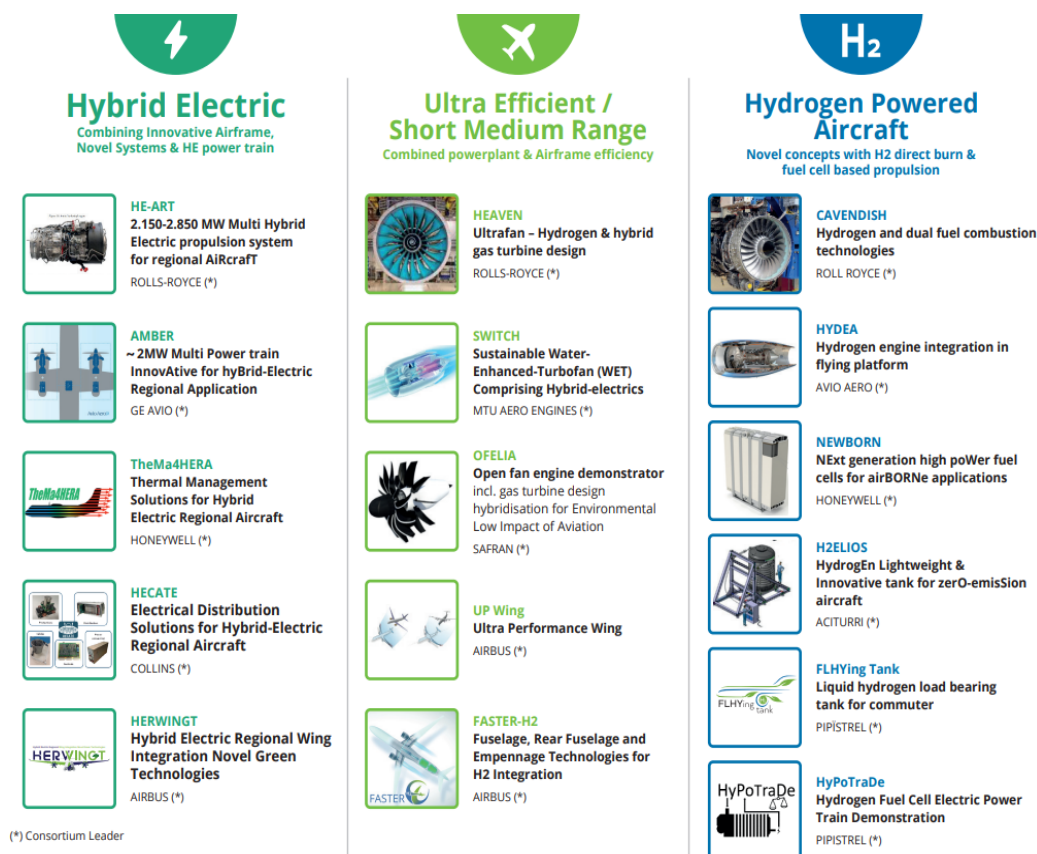 H₂
Hybrid Electric
Combining Innovative Airframe,
Novel Systems & HE power train
HE-ART
2.150-2.850 MW Multi Hybrid
Electric propulsion system
for regional AiRcrafT
ROLLS-ROYCE (*)
AMBER
~ 2MW Multi Power train
InnovAtive for hyBrid-Electric
Regional Application
GE AVIO (*)
TheMa4HERA
TheMa4HERA
Thermal Management
Solutions for Hybrid
Electric Regional Aircraft
HONEYWELL (*)
HECATE
Electrical Distribution
Solutions for Hybrid-Electric
Regional Aircraft
COLLINS (*)
HERWINGT
HERWINGT
Hybrid Electric Regional Wing
Integration Novel Green
Technologies
AIRBUS (*)
(*) Consortium Leader
Ultra Efficient /
Short Medium Range
Combined powerplant & Airframe efficiency
HEAVEN
Ultrafan – Hydrogen & hybrid
gas turbine design
ROLLS-ROYCE (*)
SWITCH
Sustainable Water-
Enhanced-Turbofan (WET)
Comprising Hybrid-electrics
MTU AERO ENGINES (*)
OFELIA
Open fan engine demonstrator
incl. gas turbine design
hybridisation for Environmental
Low Impact of Aviation
SAFRAN (*)
UP Wing
Ultra Performance Wing
AIRBUS (*)
FASTER
FASTER-H2
Fuselage, Rear Fuselage and
Empennage Technologies for
H2 Integration
AIRBUS (*)
Hydrogen Powered
Aircraft
Novel concepts with H2 direct burn &
fuel cell based propulsion
CAVENDISH
Hydrogen and dual fuel combustion
technologies
ROLL ROYCE (*)
HYDEA
Hydrogen engine integration in
flying platform
AVIO AERO (*)
NEWBORN
NExt generation high poWer fuel
cells for airBORNe applications
HONEYWELL (*)
H2ELIOS
HydrogEn Lightweight &
Innovative tank for zerO-emisSion
aircraft
ACITURRI (*)
FLHYing
tank
FLHYing Tank
Liquid hydrogen load bearing
tank for commuter
PIPÏSTREL (*)
HyPoTraDe
HyPoTraDe
Hydrogen Fuel Cell Electric Power
Train Demonstration
PIPISTREL (*)